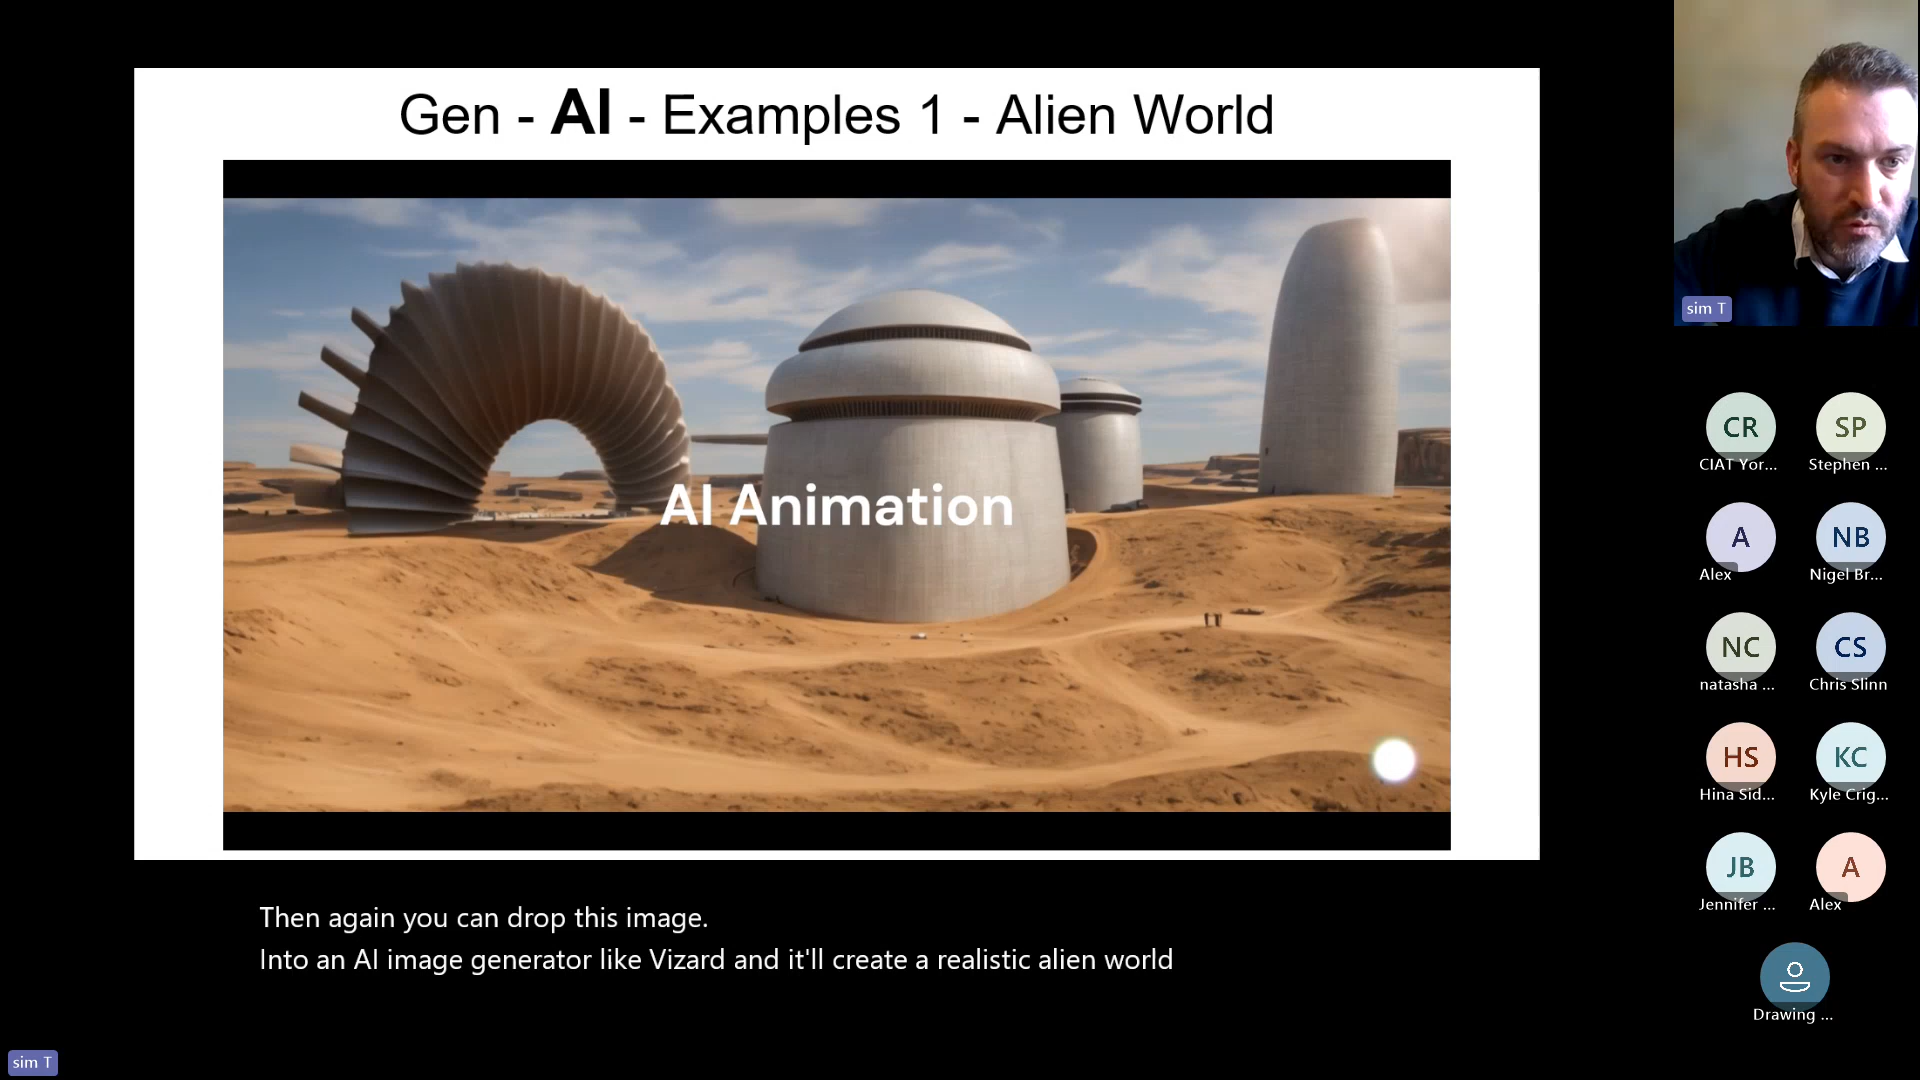 Gen - AI - Examples 1 - Alien World
AI Animation
sim T
CR
CIAT Yor...
SP
Stephen ...
A
Alex
NB
Nigel Br...
NC
natasha ...
CS
Chris Slinn
HS
Hina Sid...
KC
Kyle Crig...
JB
Jennifer ...
A
Alex
Drawing ...
Then again you can drop this image.
Into an AI image generator like Vizard and it'll create a realistic alien world
sim T